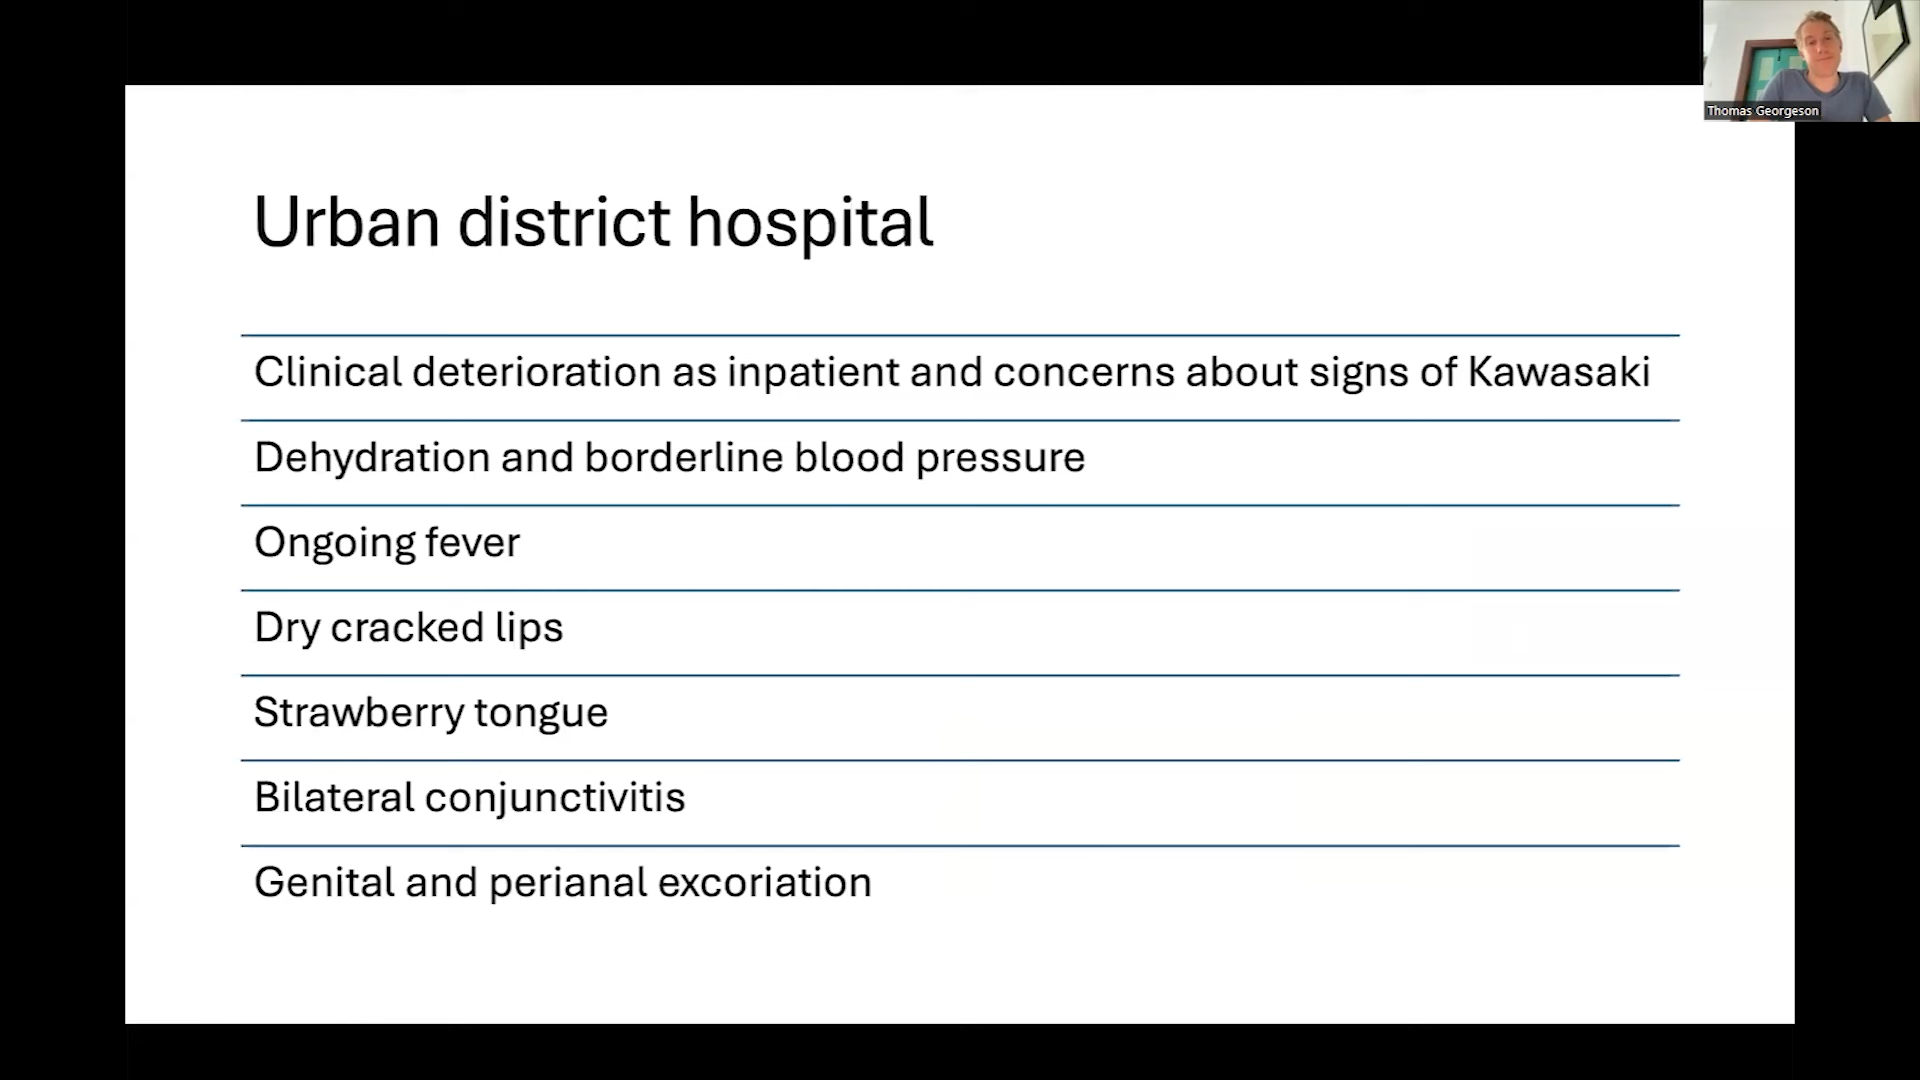 Thomas Georgeson
Urban district hospital
Clinical deterioration as inpatient and concerns about signs of Kawasaki
Dehydration and borderline blood pressure
Ongoing fever
Dry cracked lips
Strawberry tongue
Bilateral conjunctivitis
Genital and perianal excoriation